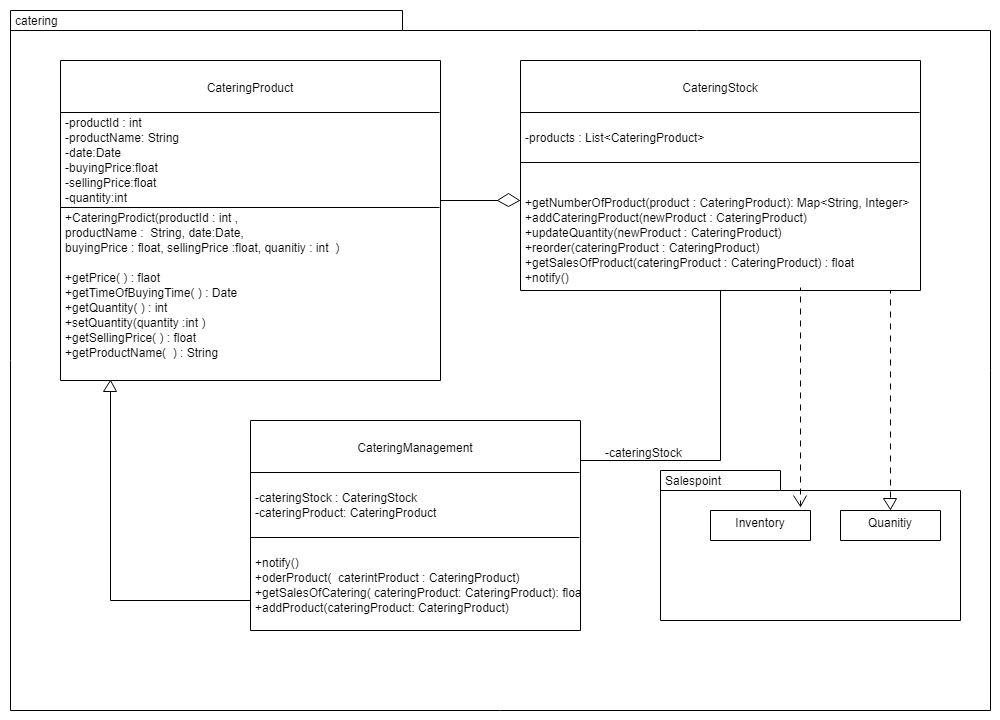 catering
CateringProduct
-productId : int
-productName: String
-date:Date
-buyingPrice:float
-sellingPrice:float
-quantity:int
+CateringProdict(productId : int ,
productName :  String, date:Date,
buyingPrice : float, sellingPrice :float, quanitiy : int  )
+getPrice( ) : flaot
+getTimeOfBuyingTime( ) : Date
+getQuantity( ) : int
+setQuantity(quantity :int )
+getSellingPrice( ) : float
+getProductName(  ) : String
CateringStock
-products : List<CateringProduct>
+getNumberOfProduct(product : CateringProduct): Map<String, Integer>
+addCateringProduct(newProduct : CateringProduct)
+updateQuantity(newProduct : CateringProduct)
+reorder(cateringProduct : CateringProduct)
+getSalesOfProduct(cateringProduct : CateringProduct) : float
+notify()
CateringManagement
-cateringStock : CateringStock
-cateringProduct: CateringProduct
+notify()
+oderProduct(  caterintProduct : CateringProduct)
+getSalesOfCatering( cateringProduct: CateringProduct): floa
+addProduct(cateringProduct: CateringProduct)
-cateringStock
Salespoint
Inventory
Quanitiy